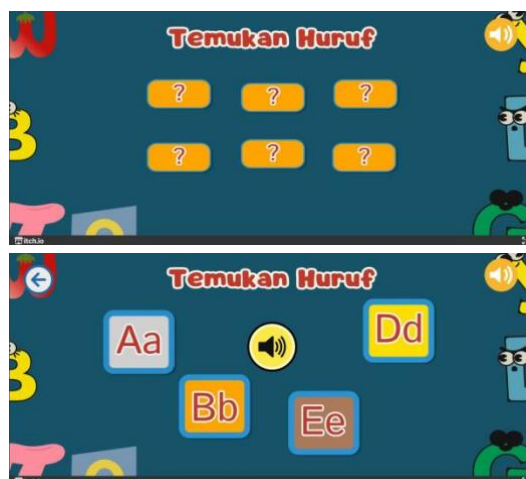 Temukan Huruf
? ? ?
? ? ?
itch.io
Temukan Huruf
Aa
Dd
Bb
Ee